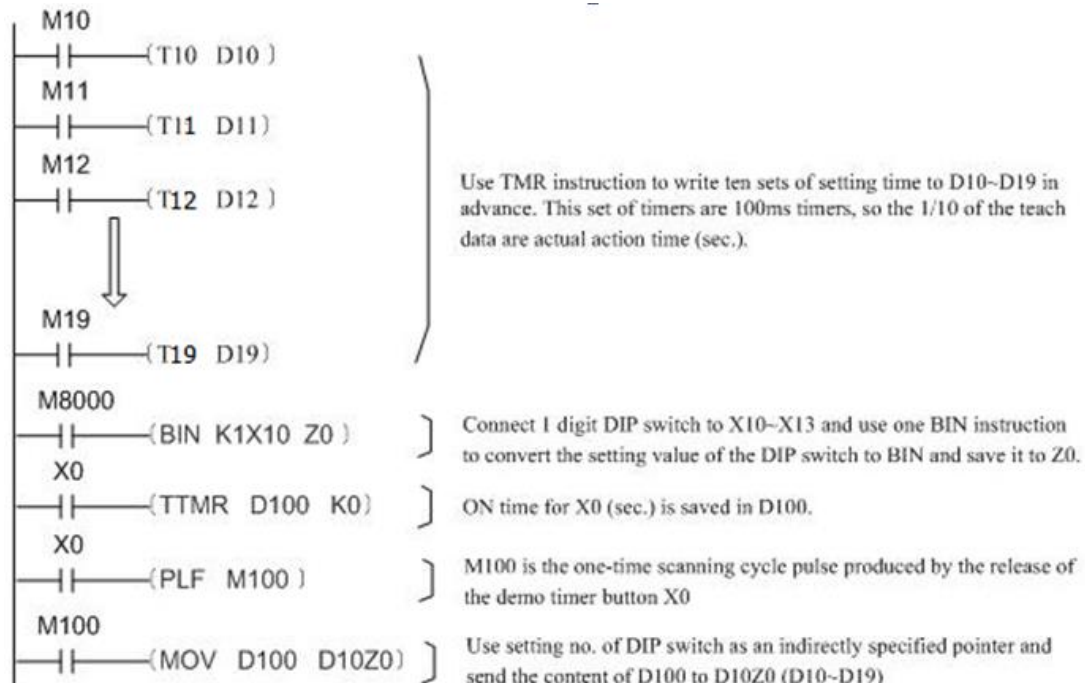 M10
(T10 D10)
M11
(T11 D11)
M12
(T12 D12)
Use TMR instruction to write ten sets of setting time to D10~D19 in
advance. This set of timers are 100ms timers, so the 1/10 of the teach
data are actual action time (sec.).
M19
(T19 D19)
M8000
(BIN K1X10 Z0)
Connect 1 digit DIP switch to X10~X13 and use one BIN instruction
to convert the setting value of the DIP switch to BIN and save it to Z0.
X0
(TTMR D100 K0)
ON time for X0 (sec.) is saved in D100.
X0
(PLF M100)
M100 is the one-time scanning cycle pulse produced by the release of
the demo timer button X0
M100
(MOV D100 D10Z0)
Use setting no. of DIP switch as an indirectly specified pointer and
send the content of D100 to D10Z0 (D10~D19)